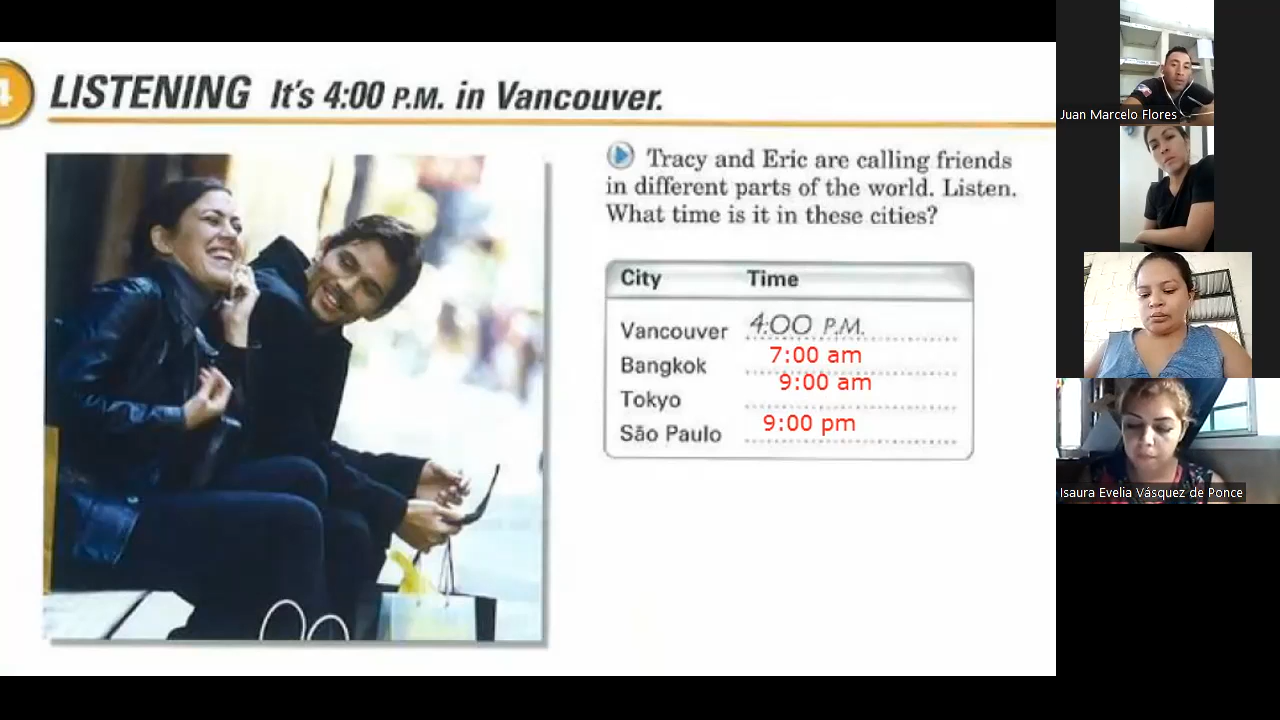 4 LISTENING It's 4:00 P.M. in Vancouver.
Tracy and Eric are calling friends
in different parts of the world. Listen.
What time is it in these cities?
City Time
Vancouver 4:00 P.M.
Bangkok 7:00 am
Tokyo 9:00 am
São Paulo 9:00 pm
Juan Marcelo Flores
Isaura Evelia Vásquez de Ponce